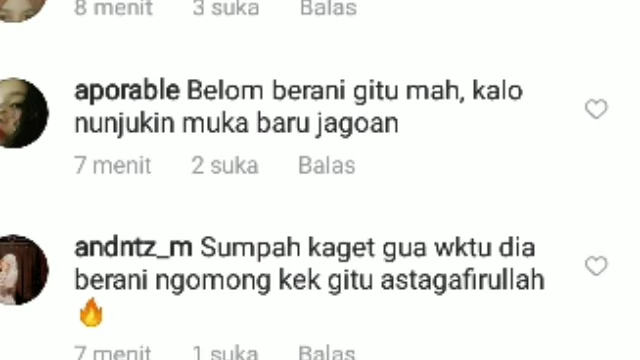 8 menit 3 suka Balas
aporable Belom berani gitu mah, kalo
nunjukin muka baru jagoan
7 menit 2 suka Balas
andntz_m Sumpah kaget gua wktu dia
berani ngomong kek gitu astagafirullah
🔥
7 menit 1 suka Balas